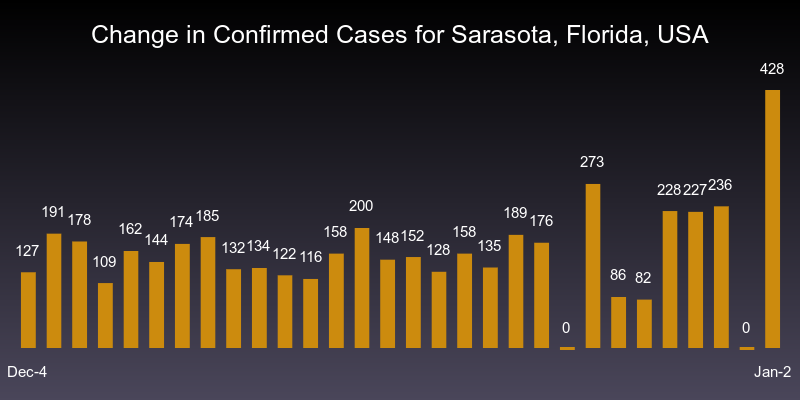 Change in Confirmed Cases for Sarasota, Florida, USA
127 191 178 109 162 144 174 185 132 134 122 116 158 200 148 152 128 158 135 189 176 0 273 86 82 228 227 236 0 428
Dec-4 Jan-2